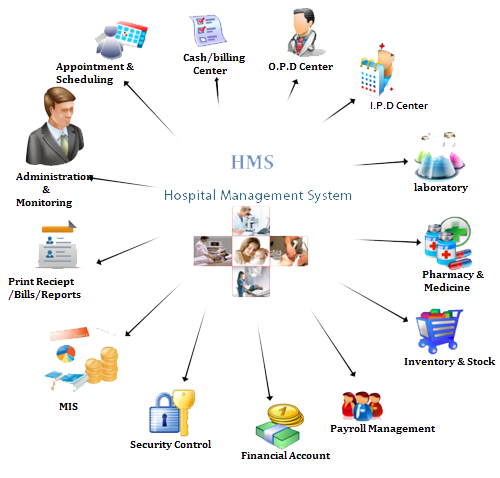 Cash/billing
Center
O.P.D Center
Appointment &
Scheduling
I.P.D Center
HMS
Hospital Management System
Administration
&
Monitoring
laboratory
Print Reciept
/Bills/Reports
Pharmacy &
Medicine
Inventory & Stock
MIS
Payroll Management
Security Control
Financial Account